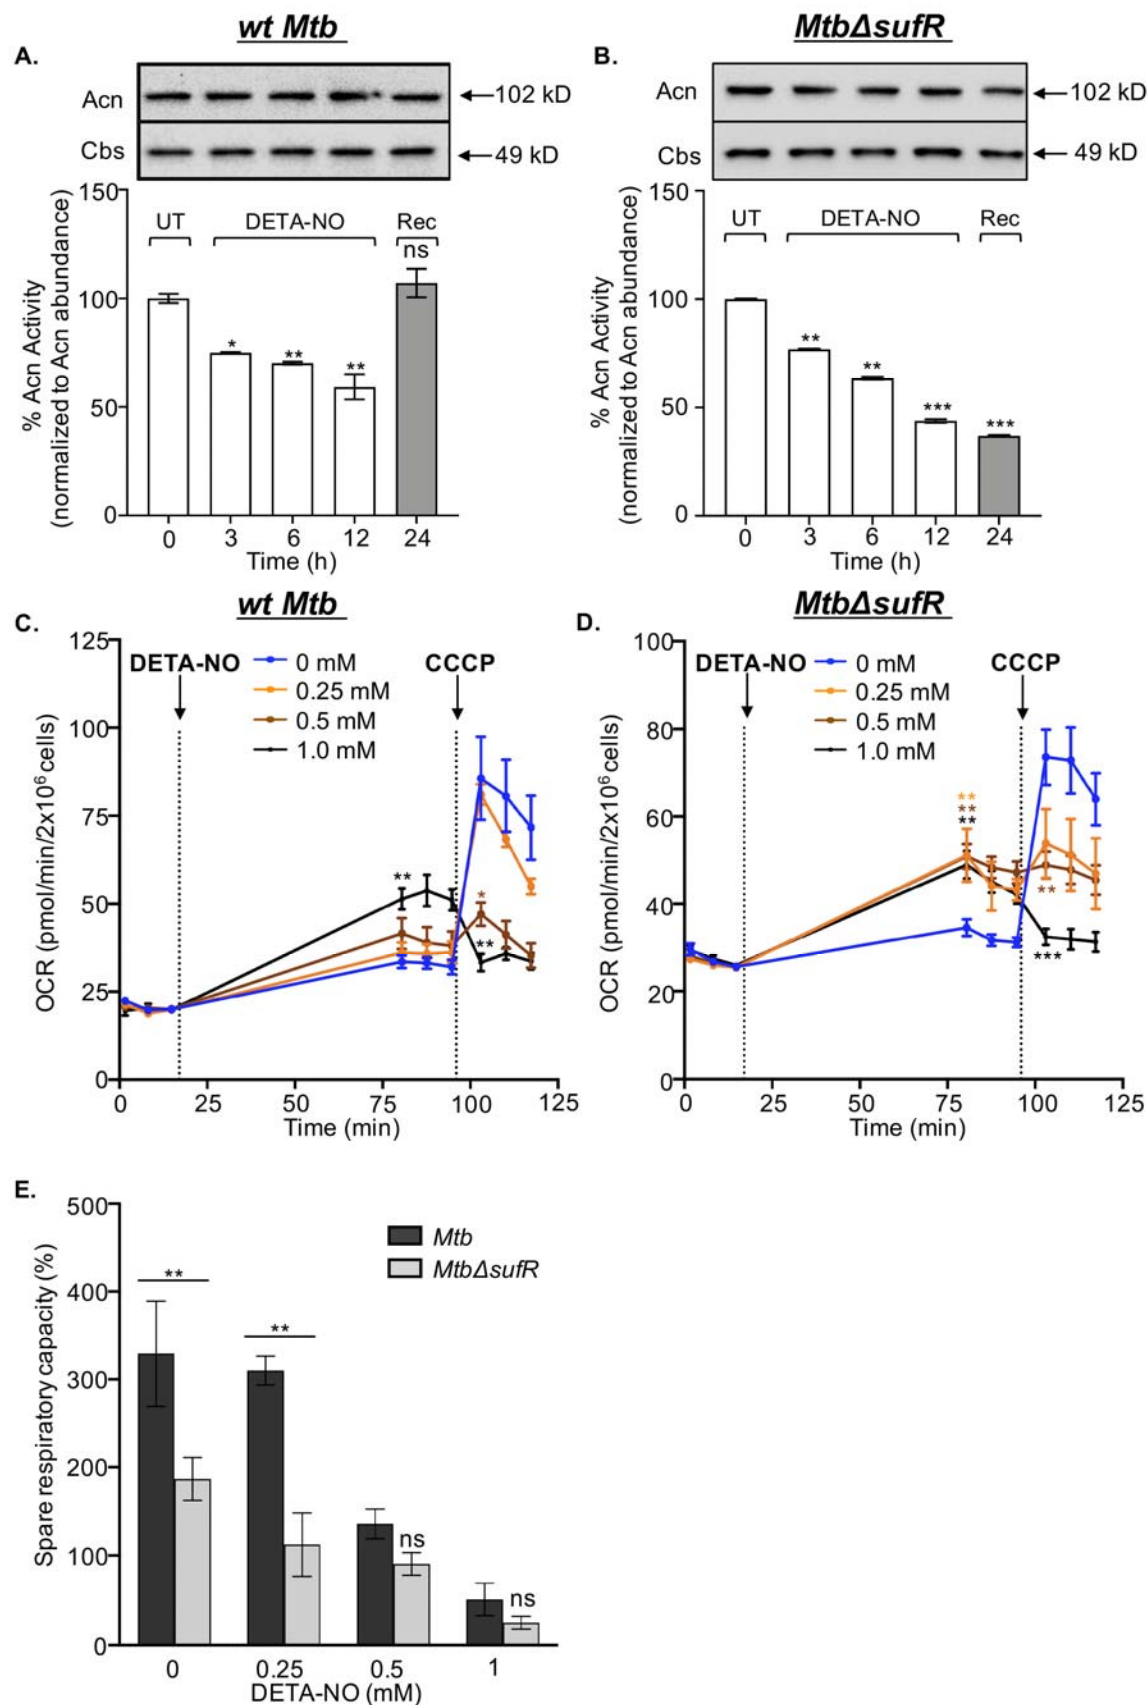 wt Mtb
MtbΔsufR
A.
B.
Acn
102 kD
Cbs
49 kD
Acn
102 kD
Cbs
49 kD
% Acn Activity
(normalized to Acn abundance)
150
100
50
0
UT
DETA-NO
Rec
ns
*
**
**
0
3
6
12
24
Time (h)
% Acn Activity
(normalized to Acn abundance)
150
100
50
0
UT
DETA-NO
Rec
**
**
***
***
0
3
6
12
24
Time (h)
wt Mtb
MtbΔsufR
C.
D.
OCR (pmol/min/2x10⁶ cells)
125
100
75
50
25
0
DETA-NO
0 mM
0.25 mM
0.5 mM
1.0 mM
CCCP
**
*
**
0
25
50
75
100
125
Time (min)
OCR (pmol/min/2x10⁶ cells)
100
80
60
40
20
0
DETA-NO
0 mM
0.25 mM
0.5 mM
1.0 mM
CCCP
**
**
**
**
***
0
25
50
75
100
125
Time (min)
E.
Spare respiratory capacity (%)
500
400
300
200
100
0
Mtb
MtbΔsufR
**
**
ns
ns
0
0.25
0.5
1
DETA-NO (mM)